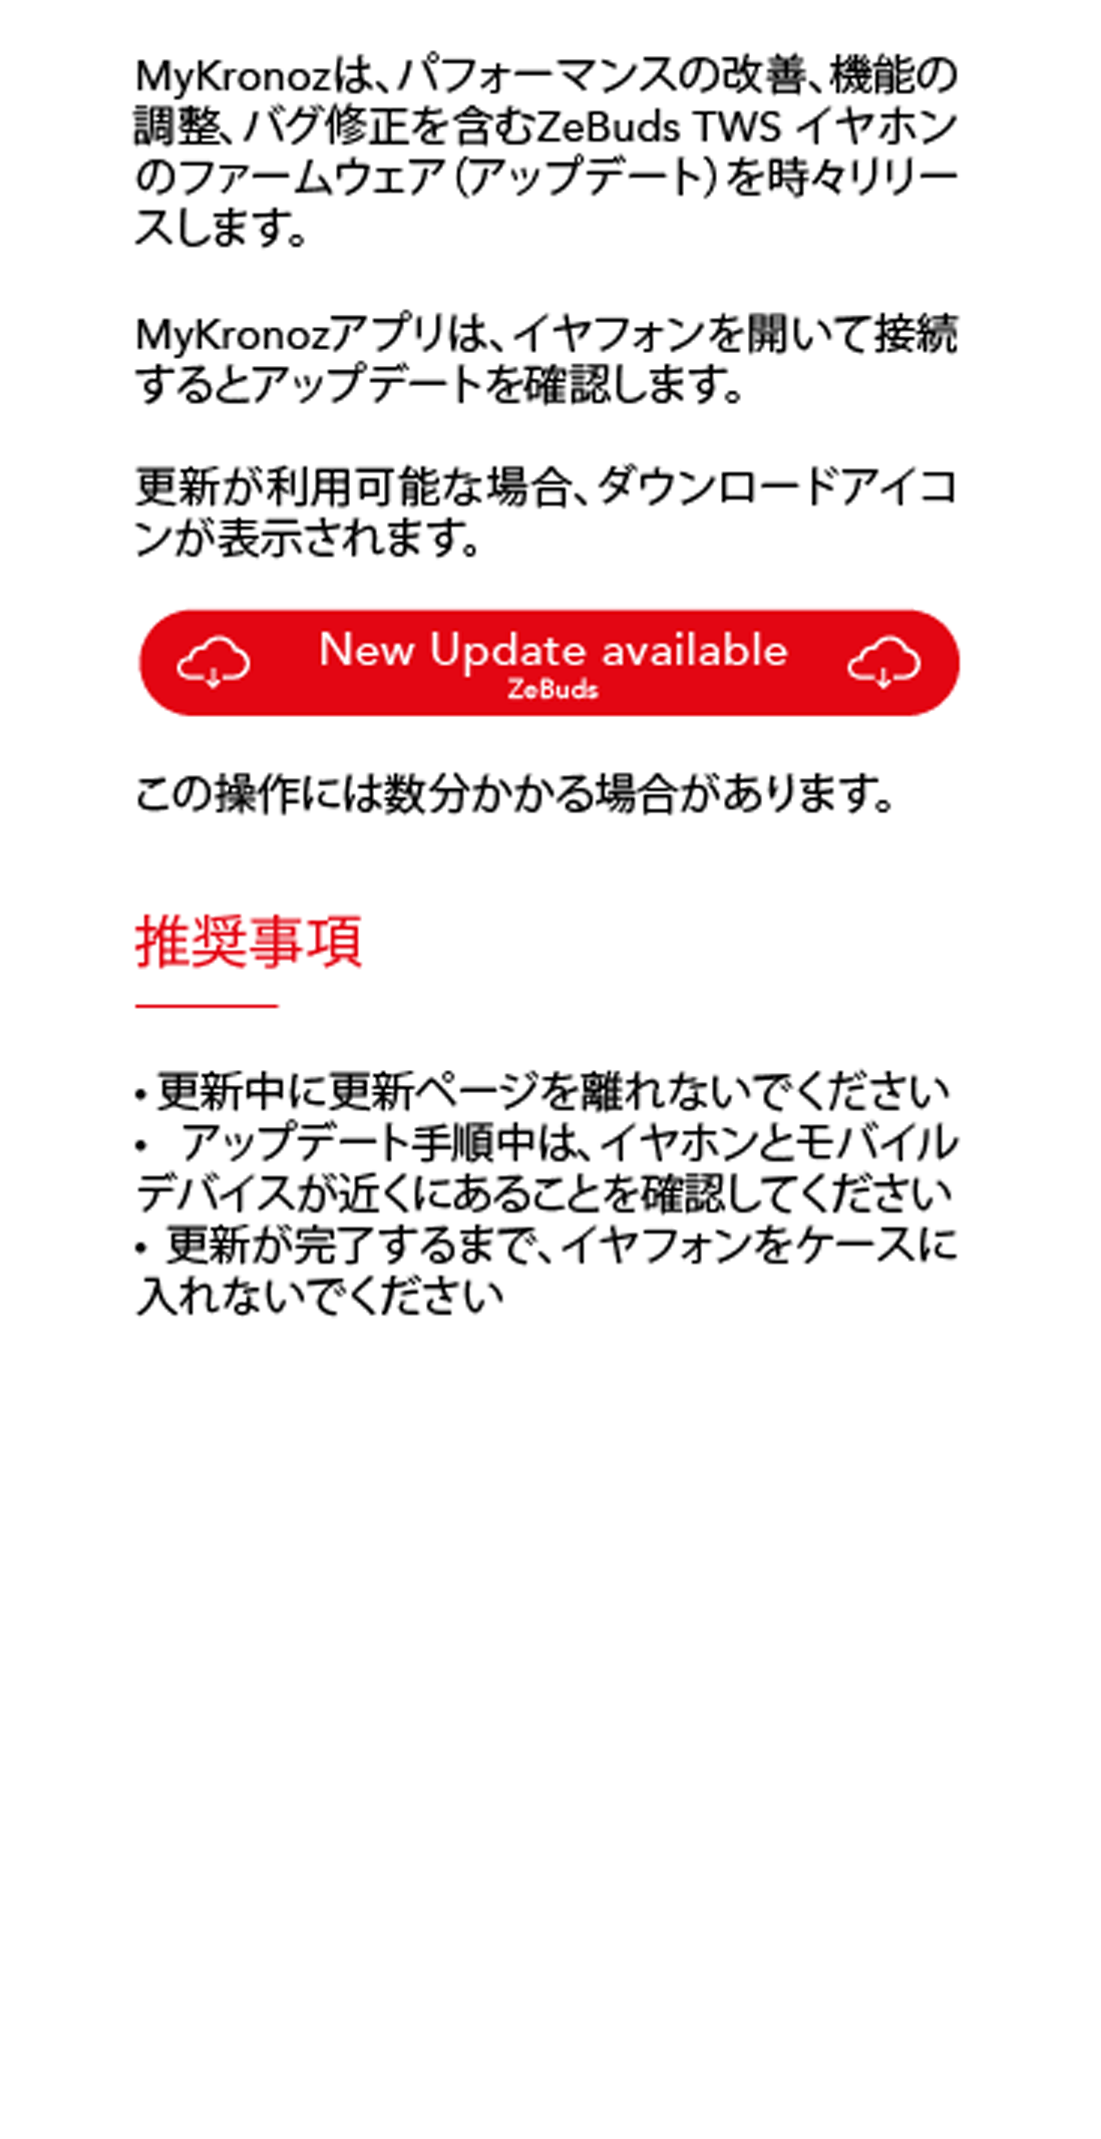 MyKronozは、パフォーマンスの改善、機能の
調整、バグ修正を含むZeBuds TWS イヤホン
のファームウェア（アップデート）を時々リリー
スします。
MyKronozアプリは、イヤフォンを開いて接続
するとアップデートを確認します。
更新が利用可能な場合、ダウンロードアイコ
ンが表示されます。
New Update available
ZeBuds
この操作には数分かかる場合があります。
推奨事項
• 更新中に更新ページを離れないでください
• アップデート手順中は、イヤホンとモバイル
デバイスが近くにあることを確認してください
• 更新が完了するまで、イヤフォンをケースに
入れないでください